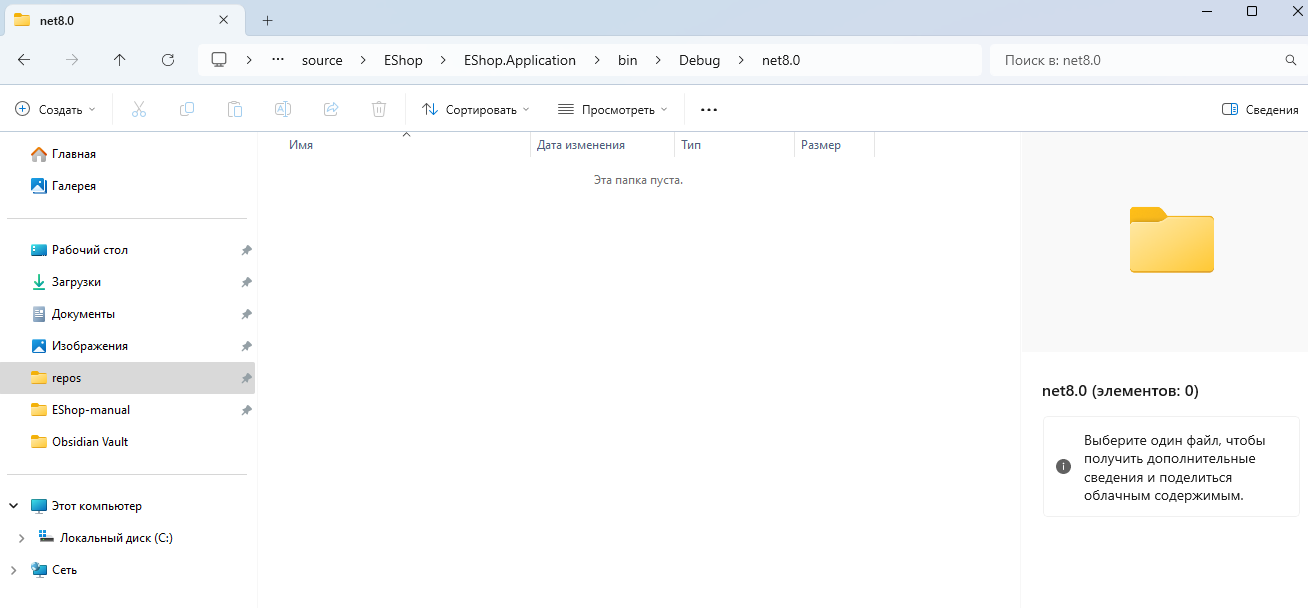 net8.0
··· source EShop EShop.Application bin Debug net8.0
Поиск в: net8.0
Создать Сортировать Просмотреть ··· Сведения
Главная
Галерея
Рабочий стол
Загрузки
Документы
Изображения
repos
EShop-manual
Obsidian Vault
Этот компьютер
Локальный диск (C:)
Сеть
Имя Дата изменения Тип Размер
Эта папка пуста.
net8.0 (элементов: 0)
Выберите один файл, чтобы
получить дополнительные
сведения и поделиться
облачным содержимым.